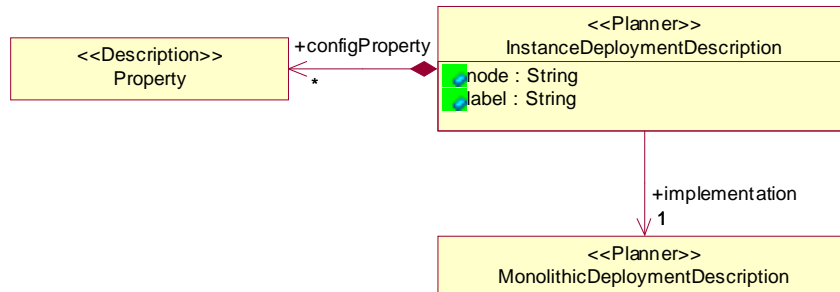 <<Planner>>
InstanceDeploymentDescription
+configProperty
<<Description>>
Property
*
node : String
label : String
+implementation
1
<<Planner>>
MonolithicDeploymentDescription